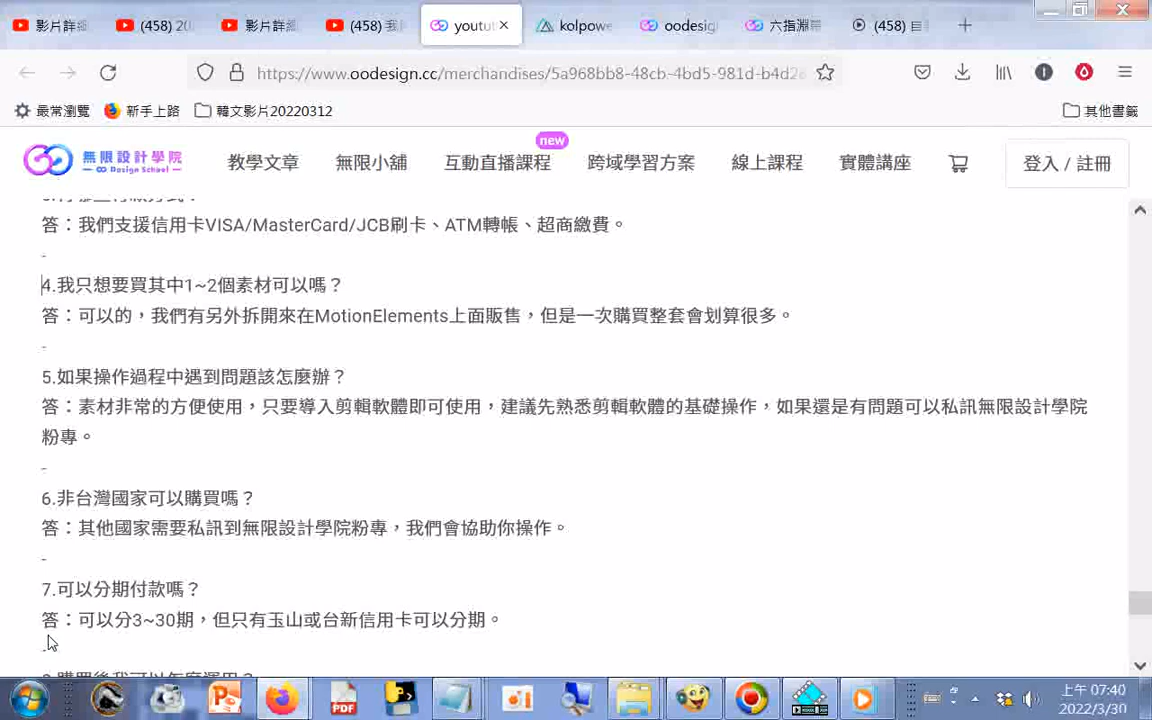 影片詳細
(458) 20
影片詳細
(458) 我
youtu
kolpowe
oodesig
六指淵
(458)
https://www.oodesign.cc/merchandises/5a968bb8-48cb-4bd5-981d-b4d2
最常瀏覽
新手上路
韓文影片20220312
其他書籤
無限設計學院
Design School
教學文章
無限小舖
互動直播課程
new
跨域學習方案
線上課程
實體講座
登入 / 註冊
答：我們支援信用卡VISA/MasterCard/JCB刷卡、ATM轉帳、超商繳費。
-
4.我只想要買其中1~2個素材可以嗎？
答：可以的，我們有另外拆開來在MotionElements上面販售，但是一次購買整套會划算很多。
-
5.如果操作過程中遇到問題該怎麼辦？
答：素材非常的方便使用，只要導入剪輯軟體即可使用，建議先熟悉剪輯軟體的基礎操作，如果還是有問題可以私訊無限設計學院
粉專。
-
6.非台灣國家可以購買嗎？
答：其他國家需要私訊到無限設計學院粉專，我們會協助你操作。
-
7.可以分期付款嗎？
答：可以分3~30期，但只有玉山或台新信用卡可以分期。
-
PDF
上午 07:40
2022/3/30